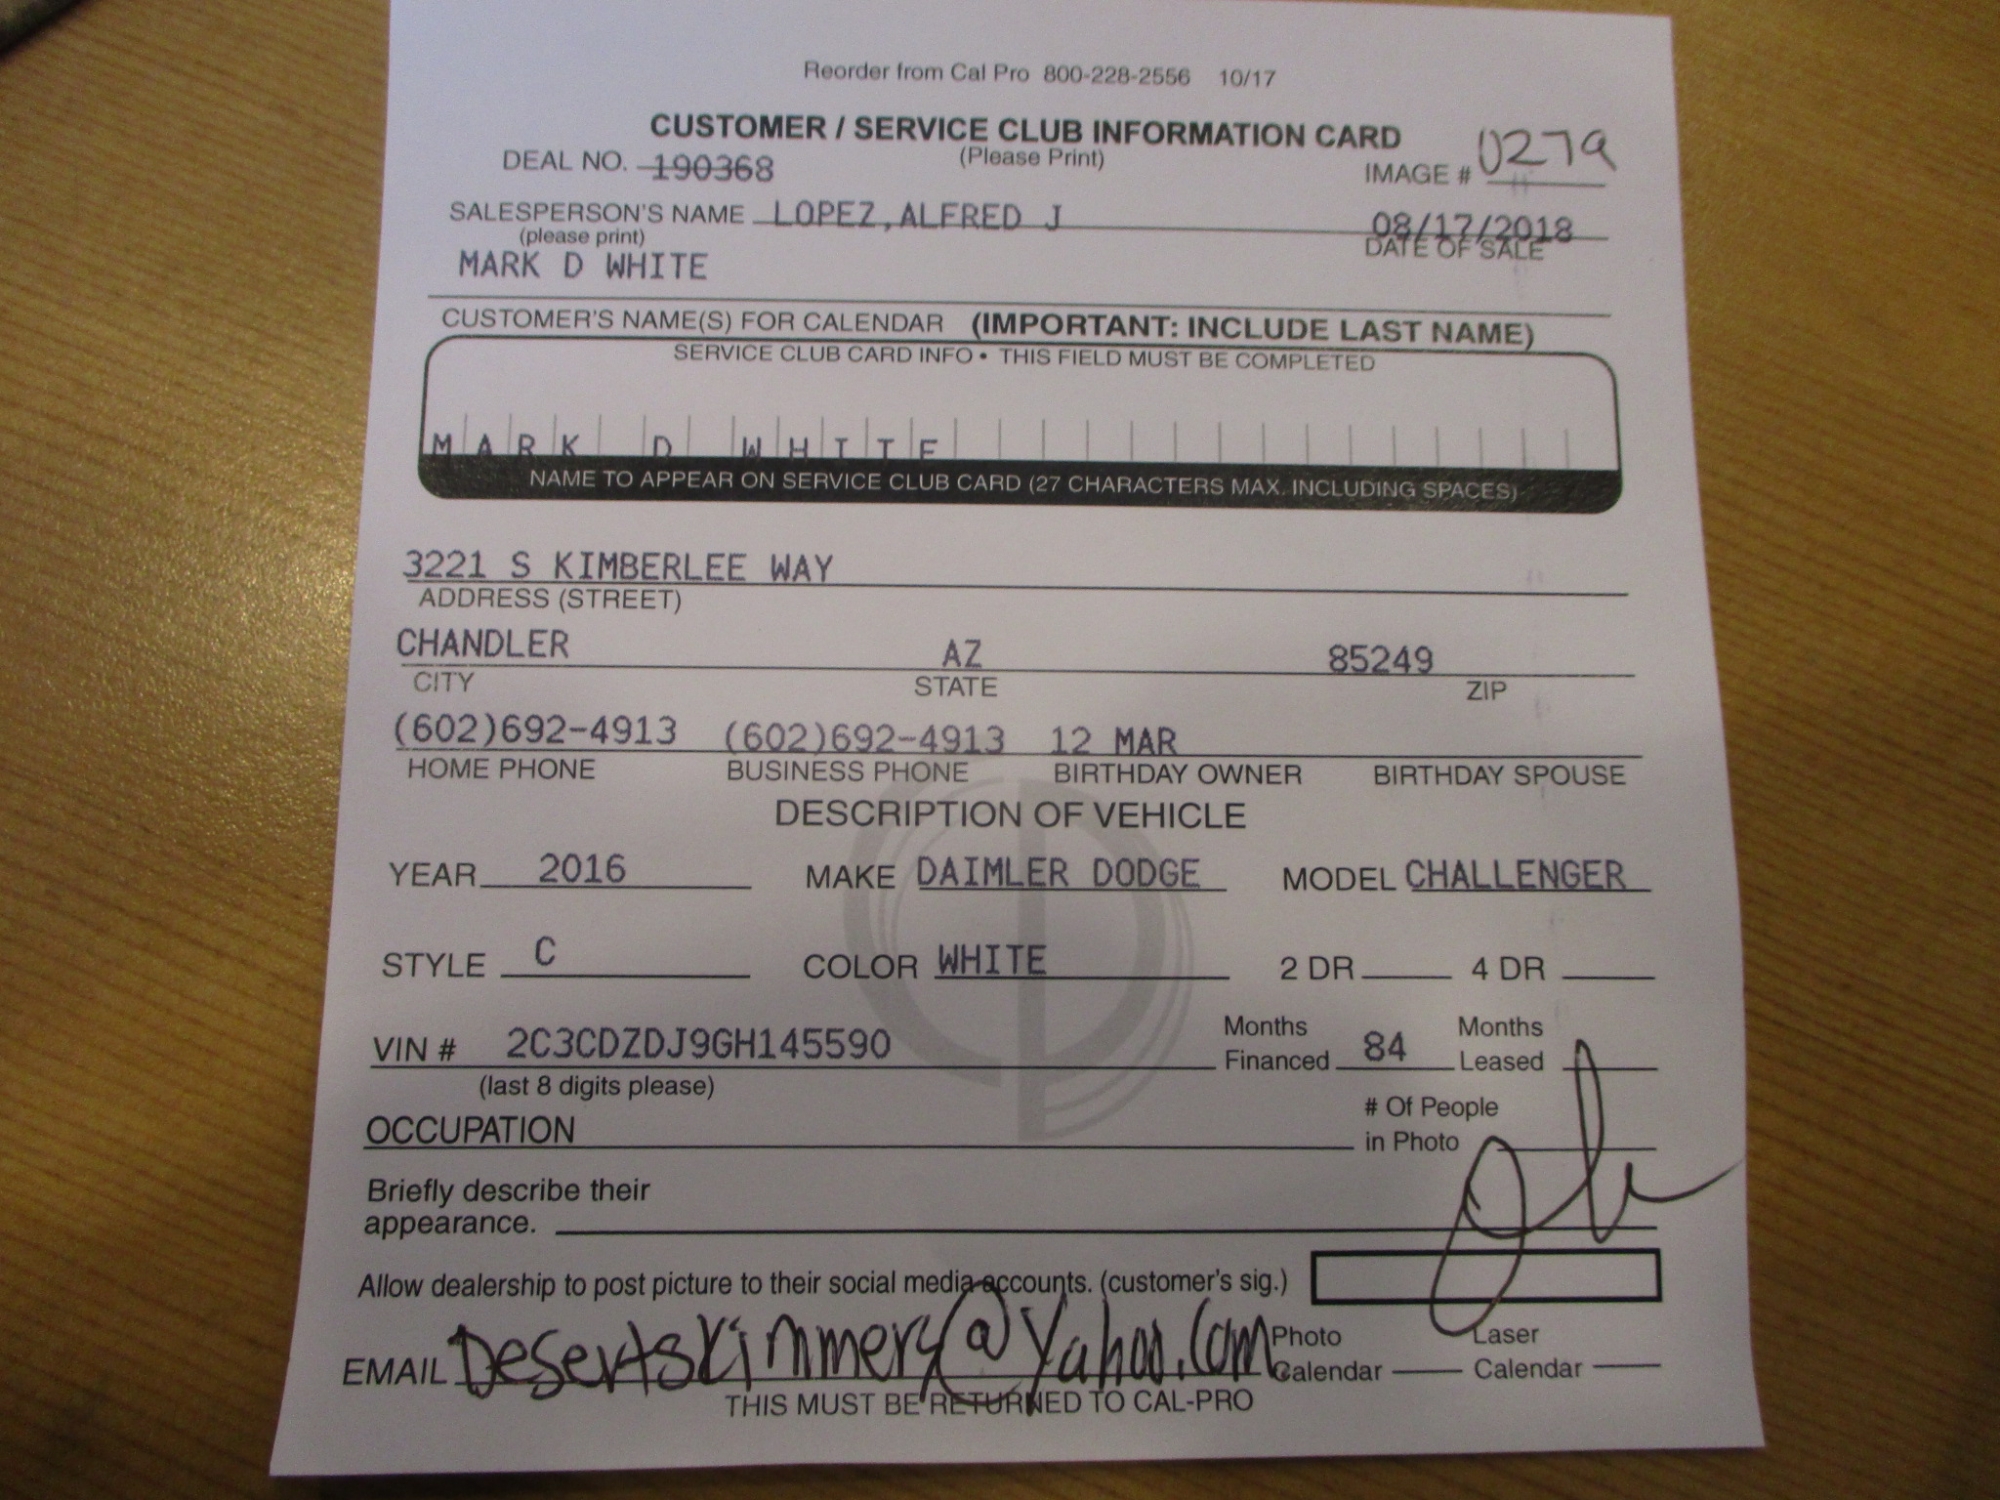 Reorder from Cal Pro 800-228-2556 10/17
CUSTOMER / SERVICE CLUB INFORMATION CARD
(Please Print)
DEAL NO. 190368
IMAGE # 0279
SALESPERSON'S NAME LOPEZ,ALFRED J 08/17/2018
(please print) DATE OF SALE
MARK D WHITE
CUSTOMER'S NAME(S) FOR CALENDAR (IMPORTANT: INCLUDE LAST NAME)
SERVICE CLUB CARD INFO • THIS FIELD MUST BE COMPLETED
MARK D WHITE
NAME TO APPEAR ON SERVICE CLUB CARD (27 CHARACTERS MAX. INCLUDING SPACES)
3221 S KIMBERLEE WAY
ADDRESS (STREET)
CHANDLER AZ 85249
CITY STATE ZIP
(602)692-4913 (602)692-4913 12 MAR
HOME PHONE BUSINESS PHONE BIRTHDAY OWNER BIRTHDAY SPOUSE
DESCRIPTION OF VEHICLE
YEAR 2016 MAKE DAIMLER DODGE MODEL CHALLENGER
STYLE C COLOR WHITE 2 DR 4 DR
VIN # 2C3CDZDJ9GH145590 Months Financed 84 Months Leased
(last 8 digits please)
OCCUPATION # Of People in Photo
Briefly describe their
appearance.
Allow dealership to post picture to their social media accounts. (customer's sig.)
EMAIL Desertskimmers@Yahoo.Com Photo Calendar Laser Calendar
THIS MUST BE RETURNED TO CAL-PRO